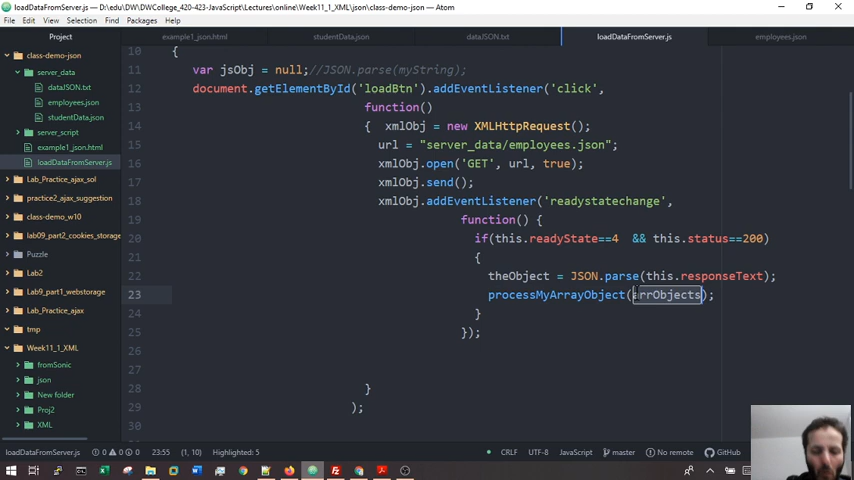 loadDataFromServer.js — D:\edu\DW\DWCollege_420-423-JavaScript\Lectures\online\Week11_XML\json\class-demo-json — Atom
File Edit View Selection Find Packages Help
Project
example1_json.html
studentData.json
dataJSON.txt
loadDataFromServer.js
employees.json
class-demo-json
server_data
dataJSON.txt
employees.json
studentData.json
server_script
example1_json.html
loadDataFromServer.js
Lab_Practice_ajax_sol
practice2_ajax_suggestion
class-demo_w10
lab09_part2_cookies_storage
Puzzle
Lab2
Lab9_part1_webstorage
Lab_Practice_ajax
tmp
Week11_1_XML
fromSonic
json
New folder
Proj2
XML
10 {
11 var jsObj = null;//JSON.parse(myString);
12 document.getElementById('loadBtn').addEventListener('click',
13 function()
14 { xmlObj = new XMLHttpRequest();
15 url = "server_data/employees.json";
16 xmlObj.open('GET', url, true);
17 xmlObj.send();
18 xmlObj.addEventListener('readystatechange',
19 function() {
20 if(this.readyState==4 && this.status==200)
21 {
22 theObject = JSON.parse(this.responseText);
23 processMyArrayObject(arrObjects);
24 }
25 });
26
27
28 }
29 );
30
loadDataFromServer.js 0 0 0 23:55 (1, 10) Highlighted: 5 CRLF UTF-8 JavaScript master No remote GitHub